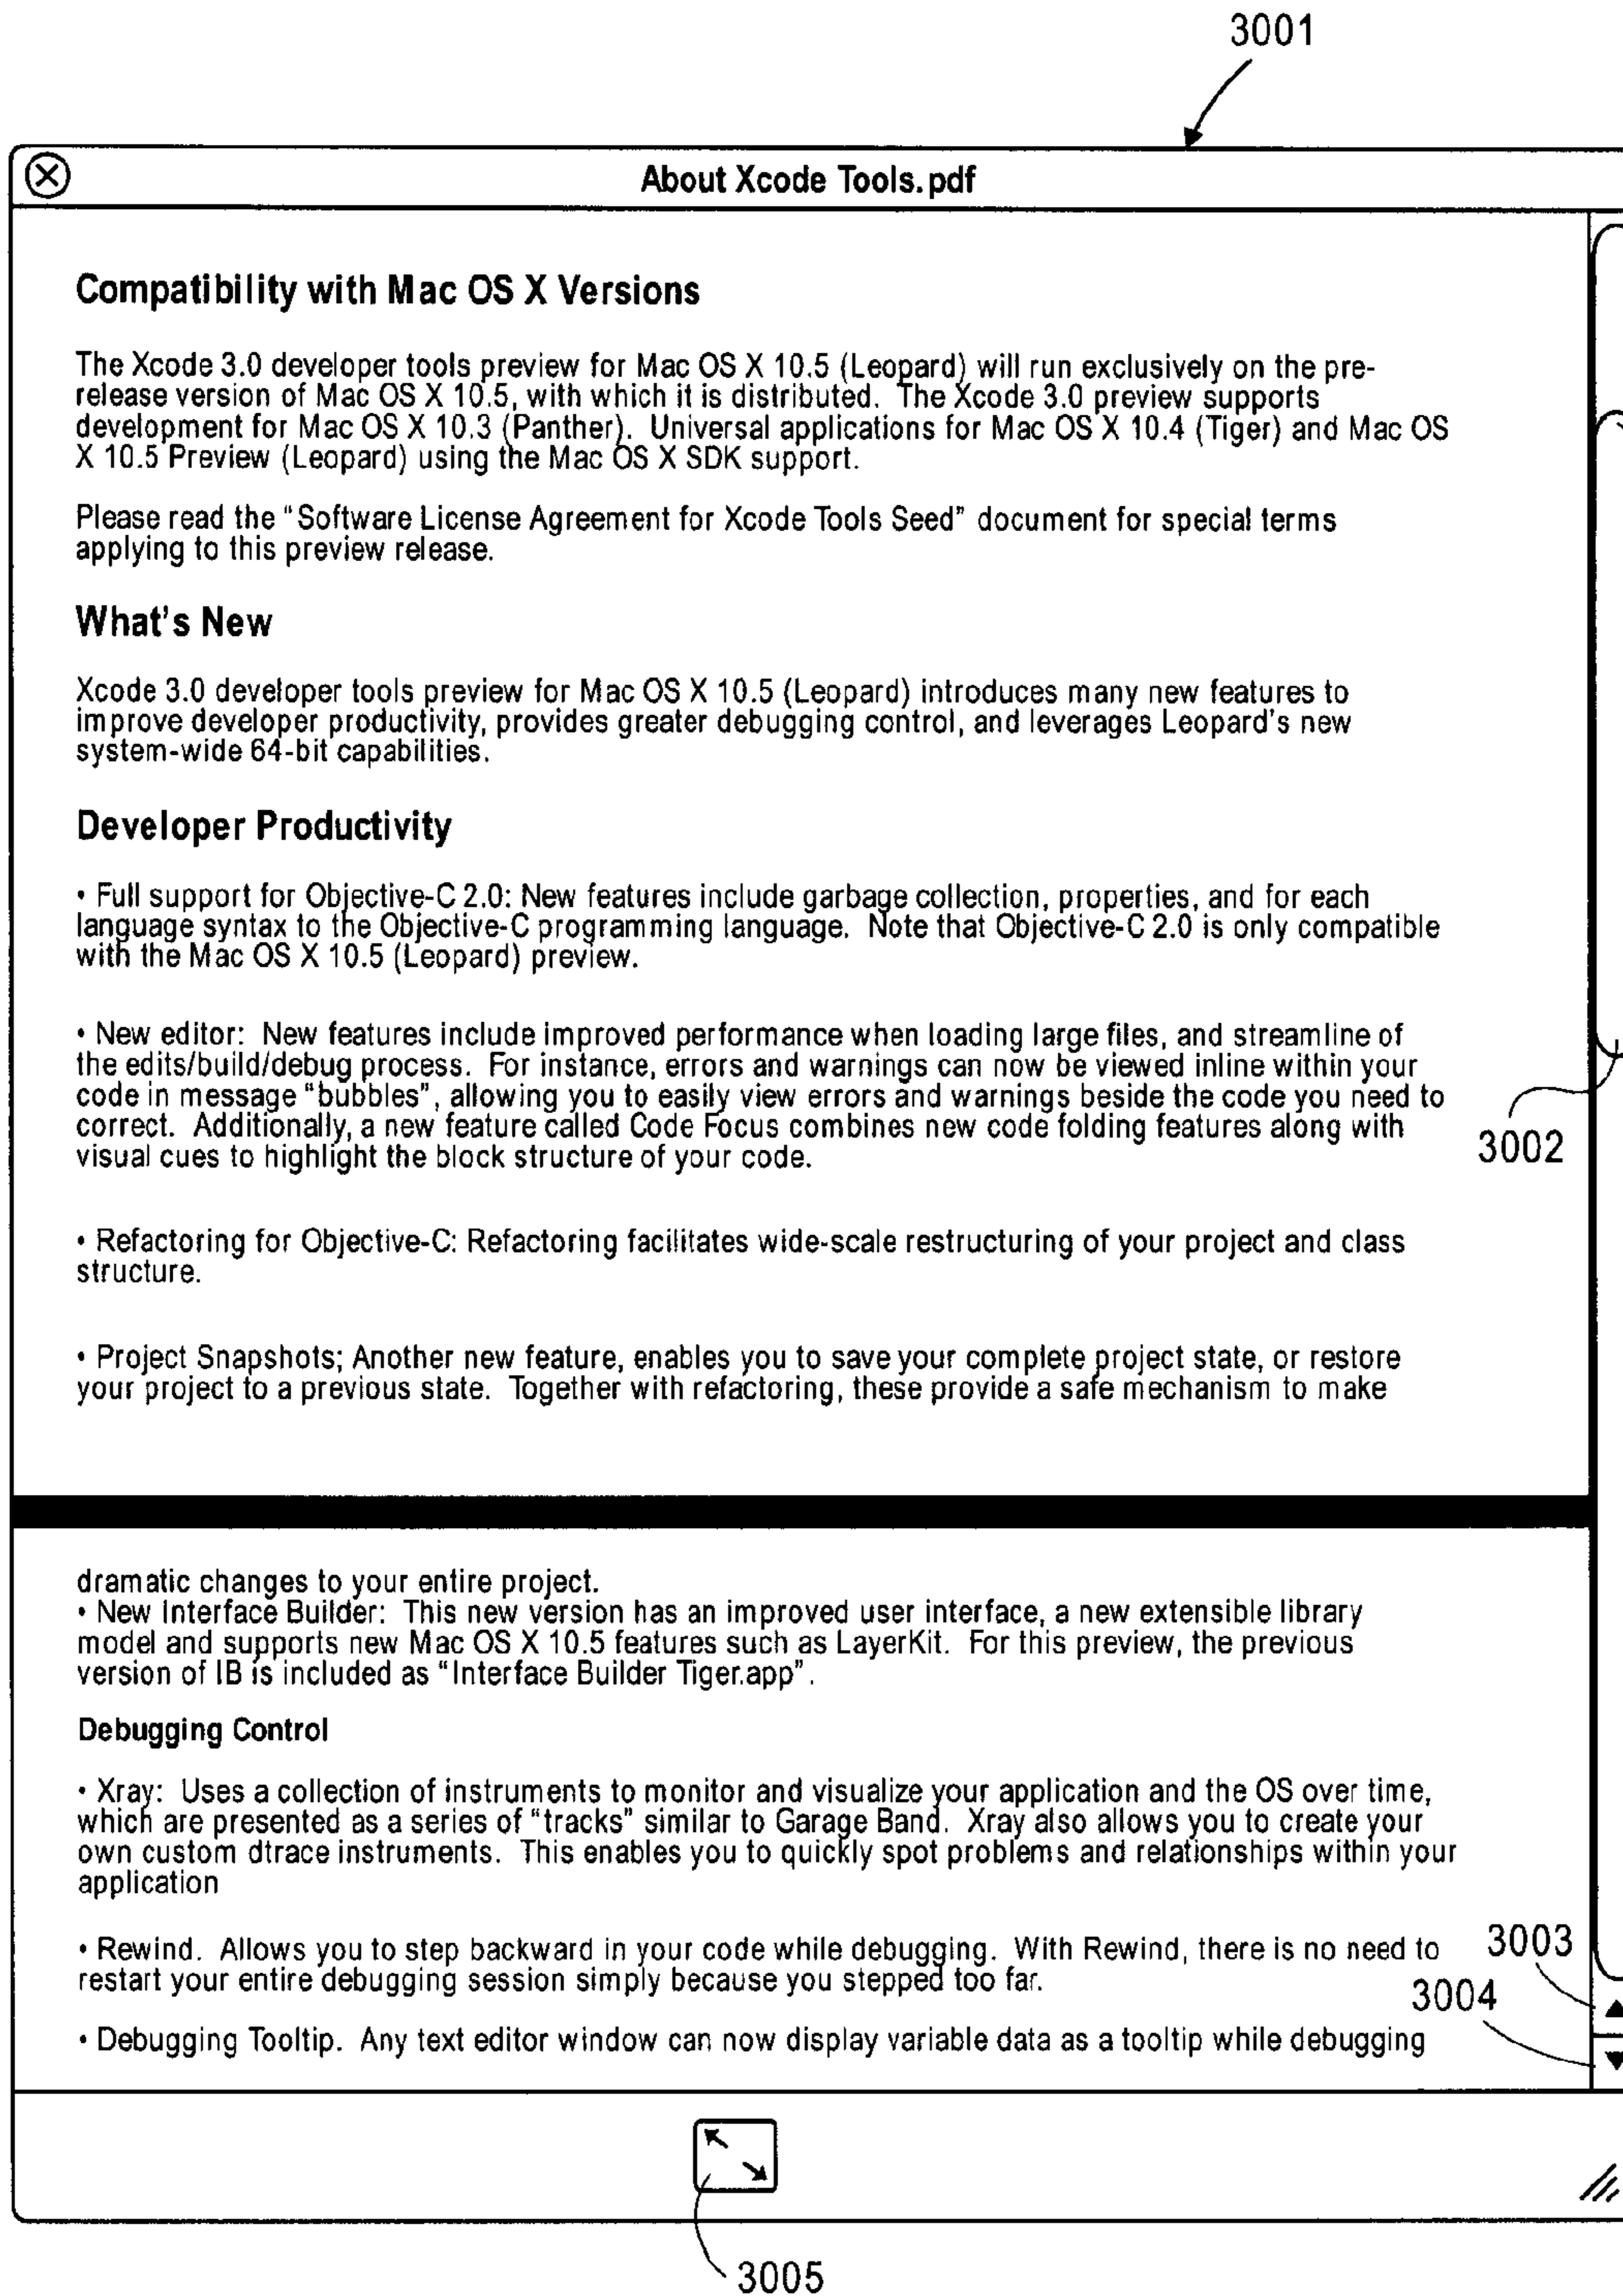 3001
About Xcode Tools.pdf
Compatibility with Mac OS X Versions
The Xcode 3.0 developer tools preview for Mac OS X 10.5 (Leopard) will run exclusively on the pre-
release version of Mac OS X 10.5, with which it is distributed. The Xcode 3.0 preview supports
development for Mac OS X 10.3 (Panther). Universal applications for Mac OS X 10.4 (Tiger) and Mac OS
X 10.5 Preview (Leopard) using the Mac OS X SDK support.
Please read the "Software License Agreement for Xcode Tools Seed" document for special terms
applying to this preview release.
What's New
Xcode 3.0 developer tools preview for Mac OS X 10.5 (Leopard) introduces many new features to
improve developer productivity, provides greater debugging control, and leverages Leopard's new
system-wide 64-bit capabilities.
Developer Productivity
• Full support for Objective-C 2.0: New features include garbage collection, properties, and for each
language syntax to the Objective-C programming language. Note that Objective-C 2.0 is only compatible
with the Mac OS X 10.5 (Leopard) preview.
• New editor: New features include improved performance when loading large files, and streamline of
the edits/build/debug process. For instance, errors and warnings can now be viewed inline within your
code in message "bubbles", allowing you to easily view errors and warnings beside the code you need to
correct. Additionally, a new feature called Code Focus combines new code folding features along with
visual cues to highlight the block structure of your code.
3002
• Refactoring for Objective-C: Refactoring facilitates wide-scale restructuring of your project and class
structure.
• Project Snapshots; Another new feature, enables you to save your complete project state, or restore
your project to a previous state. Together with refactoring, these provide a safe mechanism to make
dramatic changes to your entire project.
• New Interface Builder: This new version has an improved user interface, a new extensible library
model and supports new Mac OS X 10.5 features such as LayerKit. For this preview, the previous
version of IB is included as "Interface Builder Tiger.app".
Debugging Control
• Xray: Uses a collection of instruments to monitor and visualize your application and the OS over time,
which are presented as a series of "tracks" similar to Garage Band. Xray also allows you to create your
own custom dtrace instruments. This enables you to quickly spot problems and relationships within your
application
• Rewind. Allows you to step backward in your code while debugging. With Rewind, there is no need to
restart your entire debugging session simply because you stepped too far.
3003
3004
• Debugging Tooltip. Any text editor window can now display variable data as a tooltip while debugging
3005